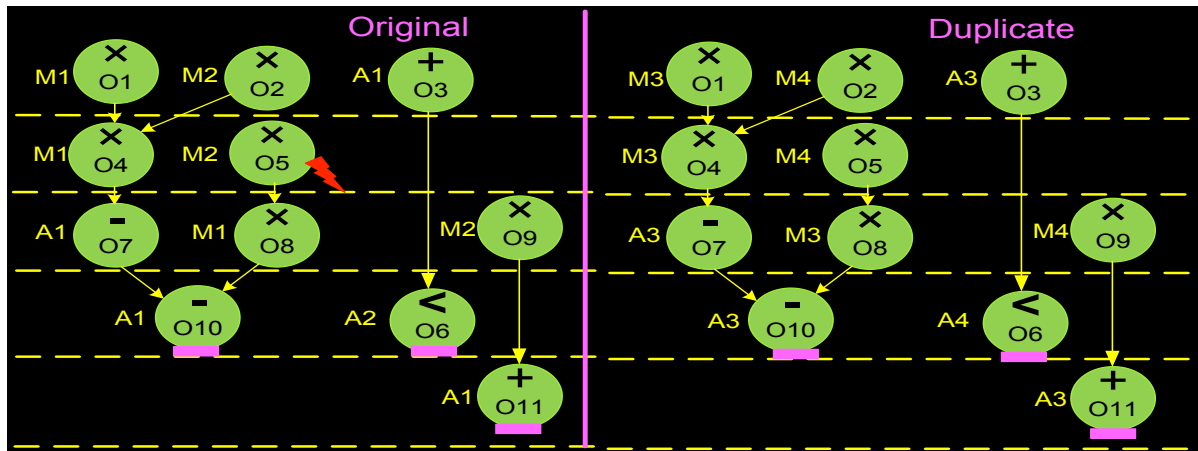 Original
Duplicate
M1 × O1
M2 × O2
A1 + O3
M3 × O1
M4 × O2
A3 + O3
M1 × O4
M2 × O5
M3 × O4
M4 × O5
A1 - O7
M1 × O8
M2 × O9
A3 - O7
M3 × O8
M4 × O9
A1 - O10
A2 < O6
A3 - O10
A4 < O6
A1 + O11
A3 + O11